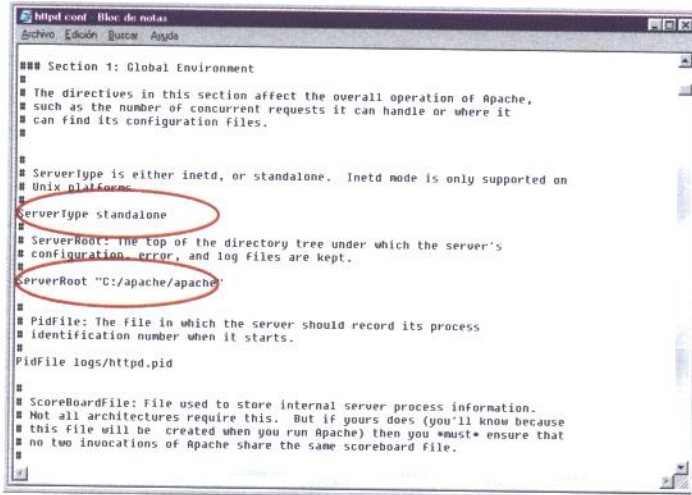 httpd conf - Bloc de notas
Archivo Edición Buscar Ayuda
### Section 1: Global Environment
#
# The directives in this section affect the overall operation of Apache,
# such as the number of concurrent requests it can handle or where it
# can find its configuration files.
#
#
# ServerType is either inetd, or standalone. Inetd mode is only supported on
# Unix platforms
#
ServerType standalone
#
# ServerRoot: The top of the directory tree under which the server's
# configuration, error, and log files are kept.
#
ServerRoot "C:/apache/apache"
#
# PidFile: The file in which the server should record its process
# identification number when it starts.
#
PidFile logs/httpd.pid
#
# ScoreBoardFile: File used to store internal server process information.
# Not all architectures require this. But if yours does (you'll know because
# this file will be created when you run Apache) then you *must* ensure that
# no two invocations of Apache share the same scoreboard file.
#